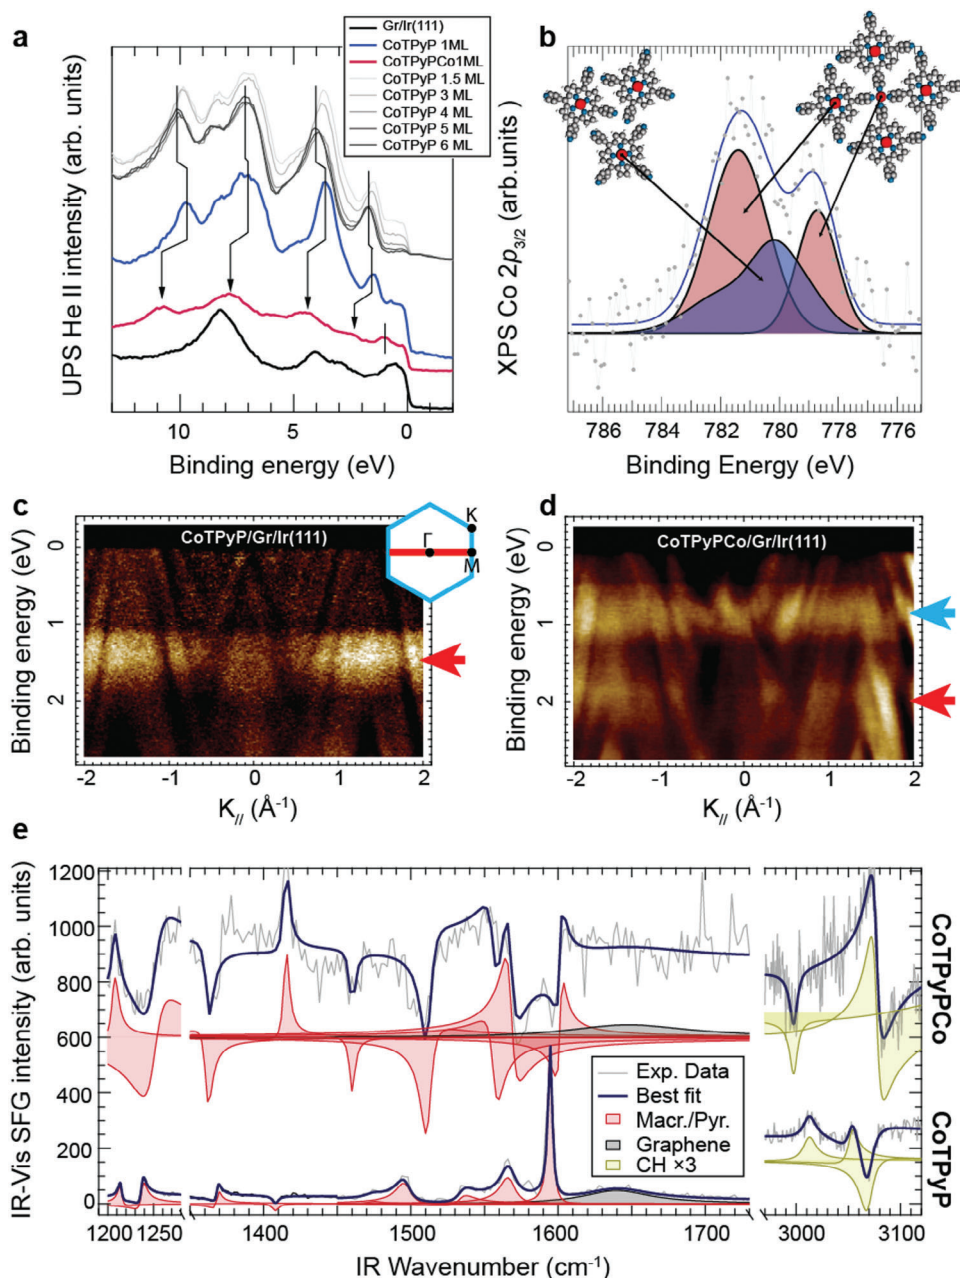 a
UPS He II intensity (arb. units)
Gr/Ir(111)
CoTPyP 1ML
CoTPyPCo1ML
CoTPyP 1.5 ML
CoTPyP 3 ML
CoTPyP 4 ML
CoTPyP 5 ML
CoTPyP 6 ML
10 5 0
Binding energy (eV)
b
XPS Co 2p3/2 (arb.units)
786 784 782 780 778 776
Binding Energy (eV)
c
CoTPyP/Gr/Ir(111)
Binding energy (eV)
0
1
2
K
Γ
M
-2 -1 0 1 2
K// (Å-1)
d
CoTPyPCo/Gr/Ir(111)
Binding energy (eV)
0
1
2
-2 -1 0 1 2
K// (Å-1)
e
IR-Vis SFG intensity (arb. units)
1200
1000
800
600
400
200
0
Exp. Data
Best fit
Macr./Pyr.
Graphene
CH ×3
CoTPyPCo
CoTPyP
1200 1250 1400 1500 1600 1700 3000 3100
IR Wavenumber (cm-1)